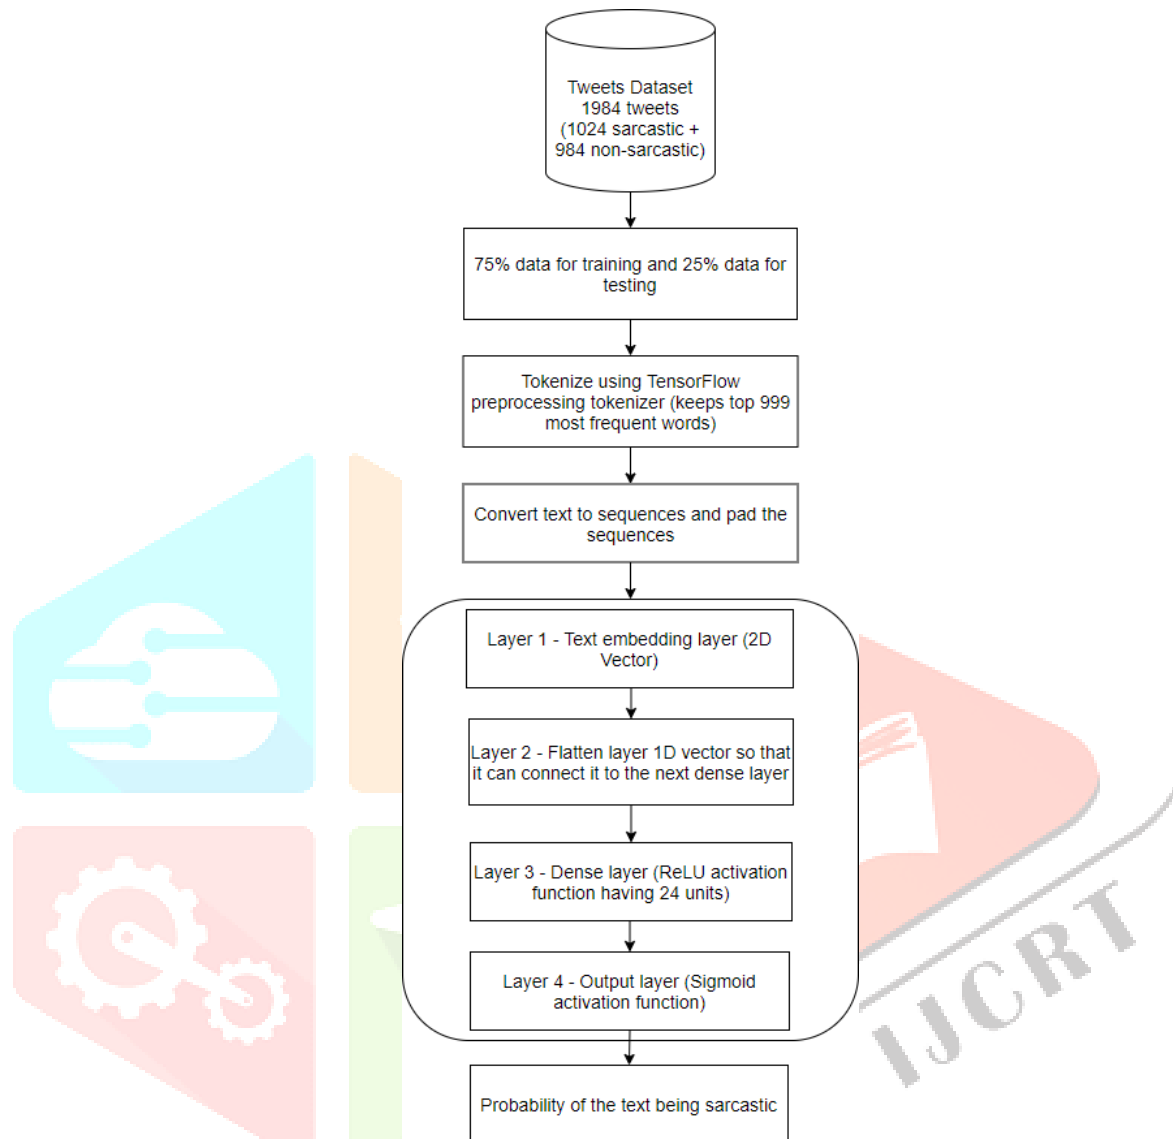 Tweets Dataset
1984 tweets
(1024 sarcastic +
984 non-sarcastic)
75% data for training and 25% data for
testing
Tokenize using TensorFlow
preprocessing tokenizer (keeps top 999
most frequent words)
Convert text to sequences and pad the
sequences
Layer 1 - Text embedding layer (2D
Vector)
Layer 2 - Flatten layer 1D vector so that
it can connect it to the next dense layer
Layer 3 - Dense layer (ReLU activation
function having 24 units)
Layer 4 - Output layer (Sigmoid
activation function)
IJCRT
Probability of the text being sarcastic